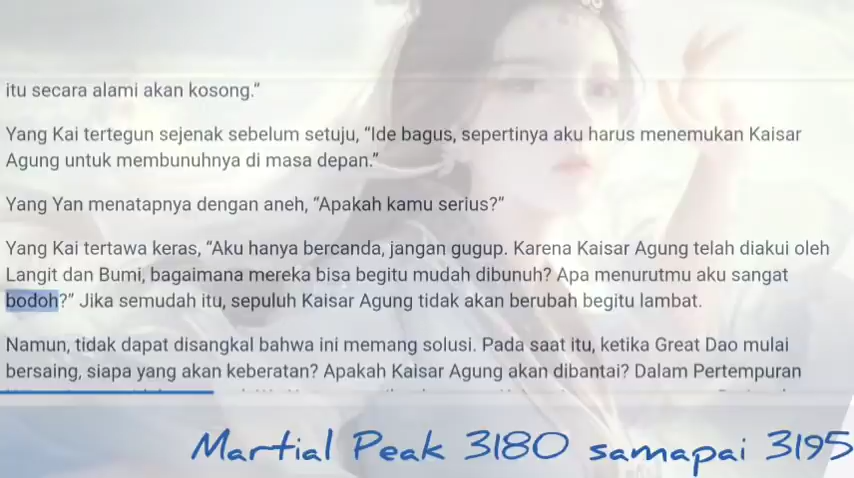 itu secara alami akan kosong.”
Yang Kai tertegun sejenak sebelum setuju, “Ide bagus, sepertinya aku harus menemukan Kaisar
Agung untuk membunuhnya di masa depan.”
Yang Yan menatapnya dengan aneh, “Apakah kamu serius?”
Yang Kai tertawa keras, “Aku hanya bercanda, jangan gugup. Karena Kaisar Agung telah diakui oleh
Langit dan Bumi, bagaimana mereka bisa begitu mudah dibunuh? Apa menurutmu aku sangat
bodoh?” Jika semudah itu, sepuluh Kaisar Agung tidak akan berubah begitu lambat.
Namun, tidak dapat disangkal bahwa ini memang solusi. Pada saat itu, ketika Great Dao mulai
bersaing, siapa yang akan keberatan? Apakah Kaisar Agung akan dibantai? Dalam Pertempuran
Martial Peak 3180 samapai 3195